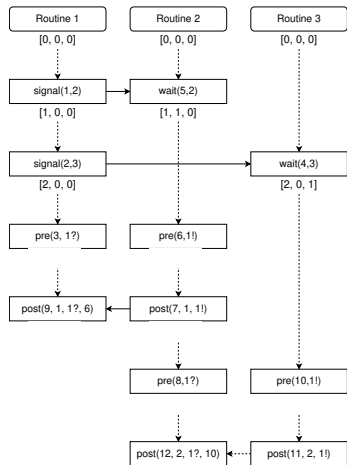 Routine 1
Routine 2
Routine 3
[0, 0, 0]
[0, 0, 0]
[0, 0, 0]
signal(1,2)
wait(5,2)
[1, 0, 0]
[1, 1, 0]
signal(2,3)
wait(4,3)
[2, 0, 0]
[2, 0, 1]
pre(3, 1?)
pre(6,1!)
post(9, 1, 1?, 6)
post(7, 1, 1!)
pre(8,1?)
pre(10,1!)
post(12, 2, 1?, 10)
post(11, 2, 1!)